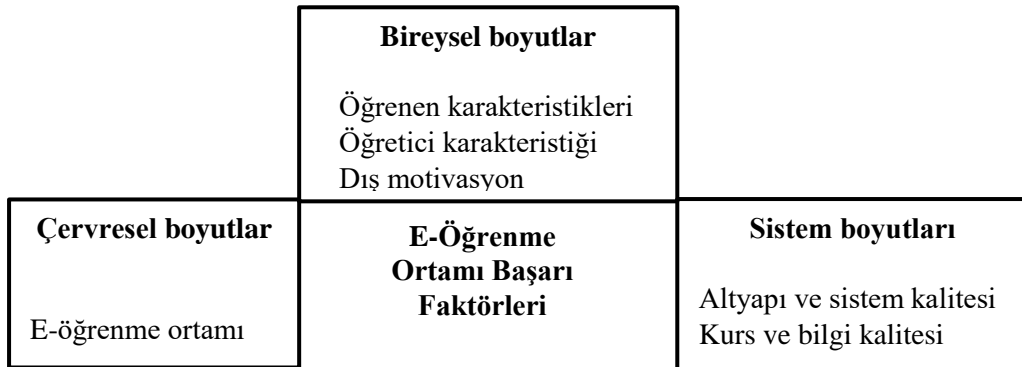 Bireysel boyutlar
Öğrenen karakteristikleri
Öğretici karakteristiği
Dış motivasyon
Çervresel boyutlar
E-öğrenme ortamı
E-Öğrenme
Ortamı Başarı
Faktörleri
Sistem boyutları
Altyapı ve sistem kalitesi
Kurs ve bilgi kalitesi